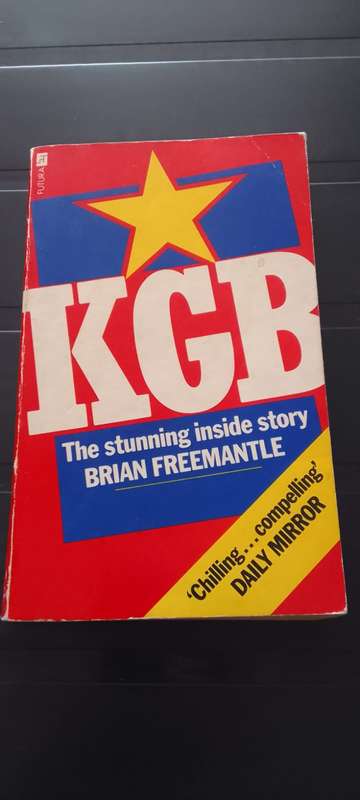 FUTURA
KGB
The stunning inside story
BRIAN FREEMANTLE
'Chilling...compelling'
DAILY MIRROR